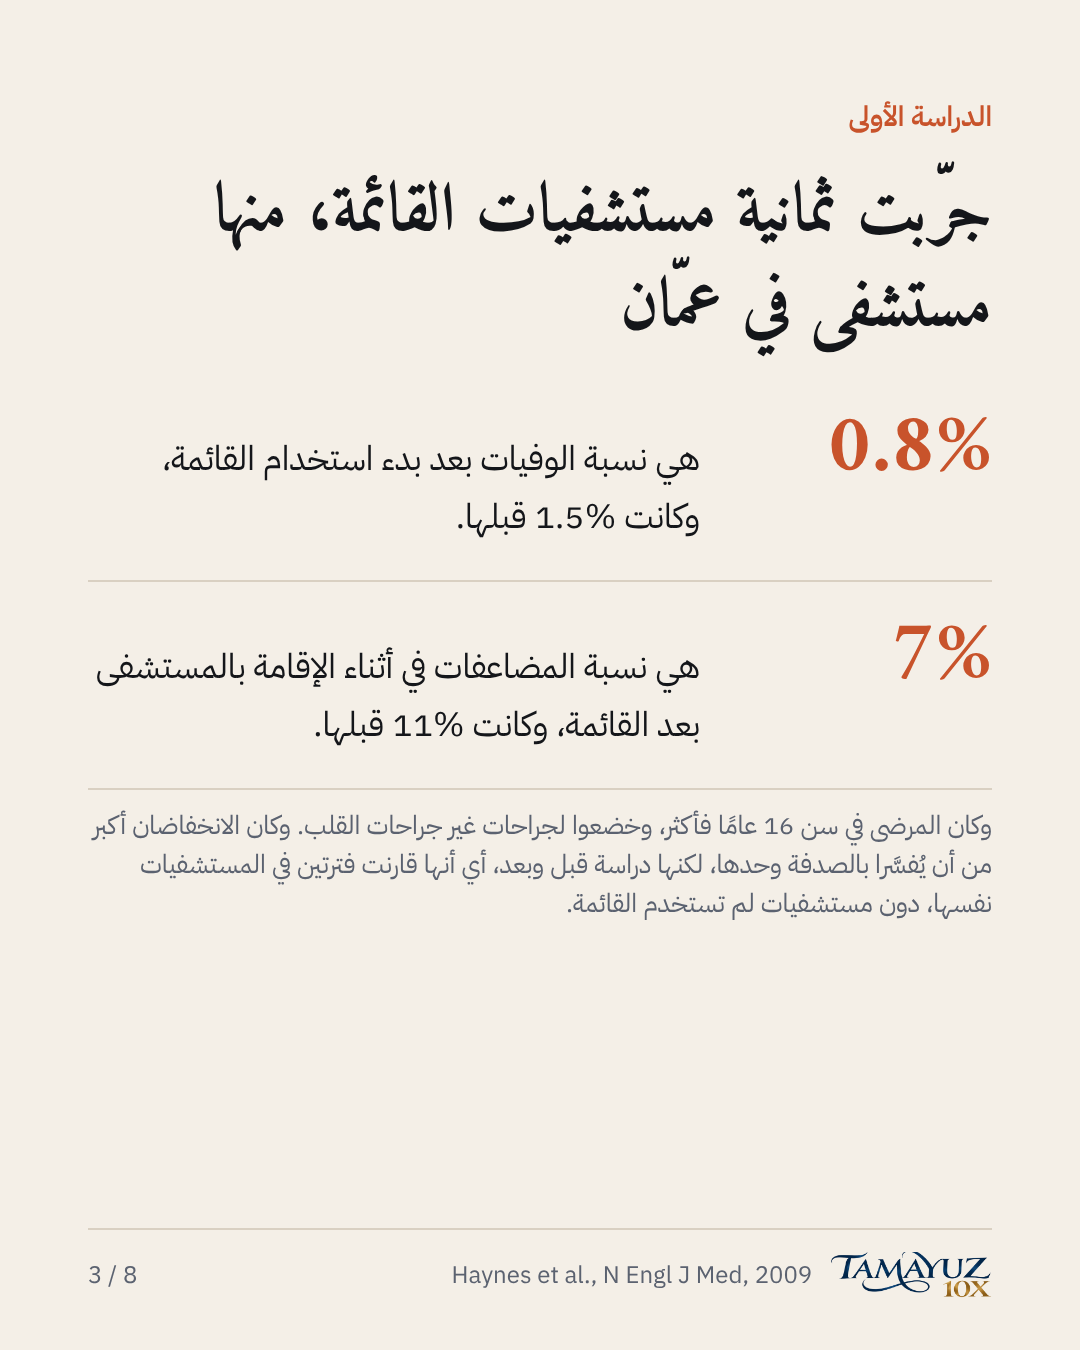 الدراسة الأولى
جرّبت ثمانية مستشفيات القائمة، منها
مستشفى في عمّان
0.8%
هي نسبة الوفيات بعد بدء استخدام القائمة،
وكانت 1.5% قبلها.
7%
هي نسبة المضاعفات في أثناء الإقامة بالمستشفى
بعد القائمة، وكانت 11% قبلها.
وكان المرضى في سن 16 عامًا فأكثر، وخضعوا لجراحات غير جراحات القلب. وكان الانخفاضان أكبر
من أن يُفسَّرا بالصدفة وحدها، لكنها دراسة قبل وبعد، أي أنها قارنت فترتين في المستشفيات
نفسها، دون مستشفيات لم تستخدم القائمة.
TAMAYUZ
10X
Haynes et al., N Engl J Med, 2009
3 / 8